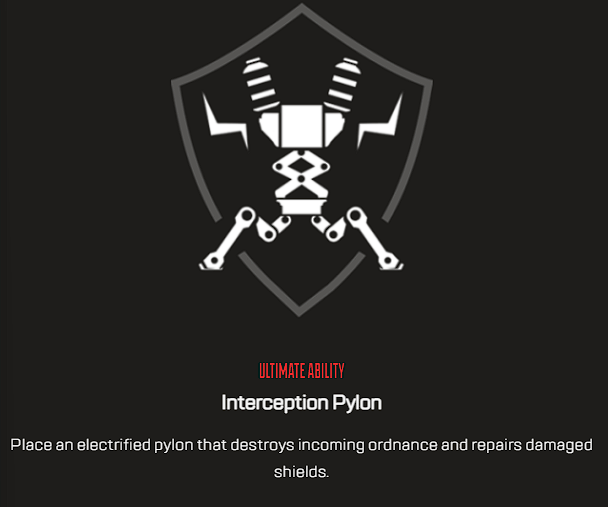 ULTIMATE ABILITY
Interception Pylon
Place an electrified pylon that destroys incoming ordnance and repairs damaged
shields.